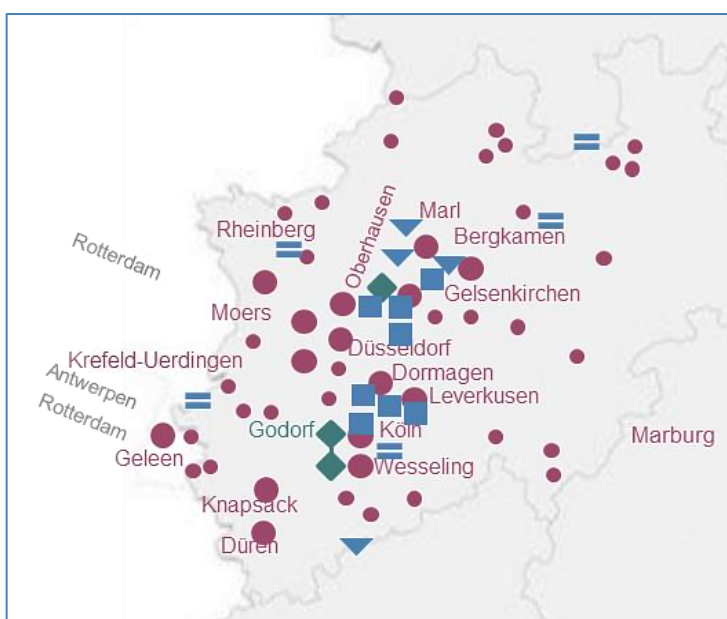 Marl
Oberhausen
Rheinberg
Bergkamen
Rotterdam
Gelsenkirchen
Moers
Düsseldorf
Krefeld-Uerdingen
Dormagen
Antwerpen
Leverkusen
Rotterdam
Godorf
Köln
Marburg
Geleen
Wesseling
Knapsack
Düren